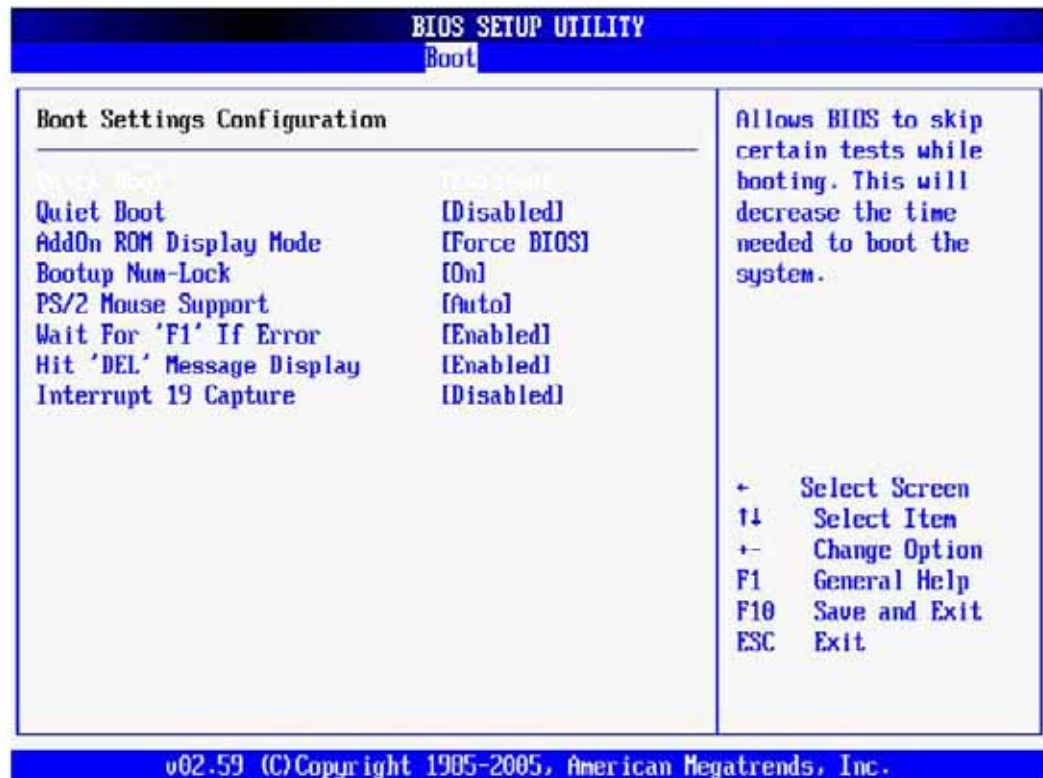 BIOS SETUP UTILITY
Boot
Boot Settings Configuration
Quick Boot
Quiet Boot [Disabled]
AddOn ROM Display Mode [Force BIOS]
Bootup Num-Lock [On]
PS/2 Mouse Support [Auto]
Wait For 'F1' If Error [Enabled]
Hit 'DEL' Message Display [Enabled]
Interrupt 19 Capture [Disabled]
Allows BIOS to skip
certain tests while
booting. This will
decrease the time
needed to boot the
system.
← Select Screen
↑↓ Select Item
+- Change Option
F1 General Help
F10 Save and Exit
ESC Exit
v02.59 (C)Copyright 1985-2005, American Megatrends, Inc.